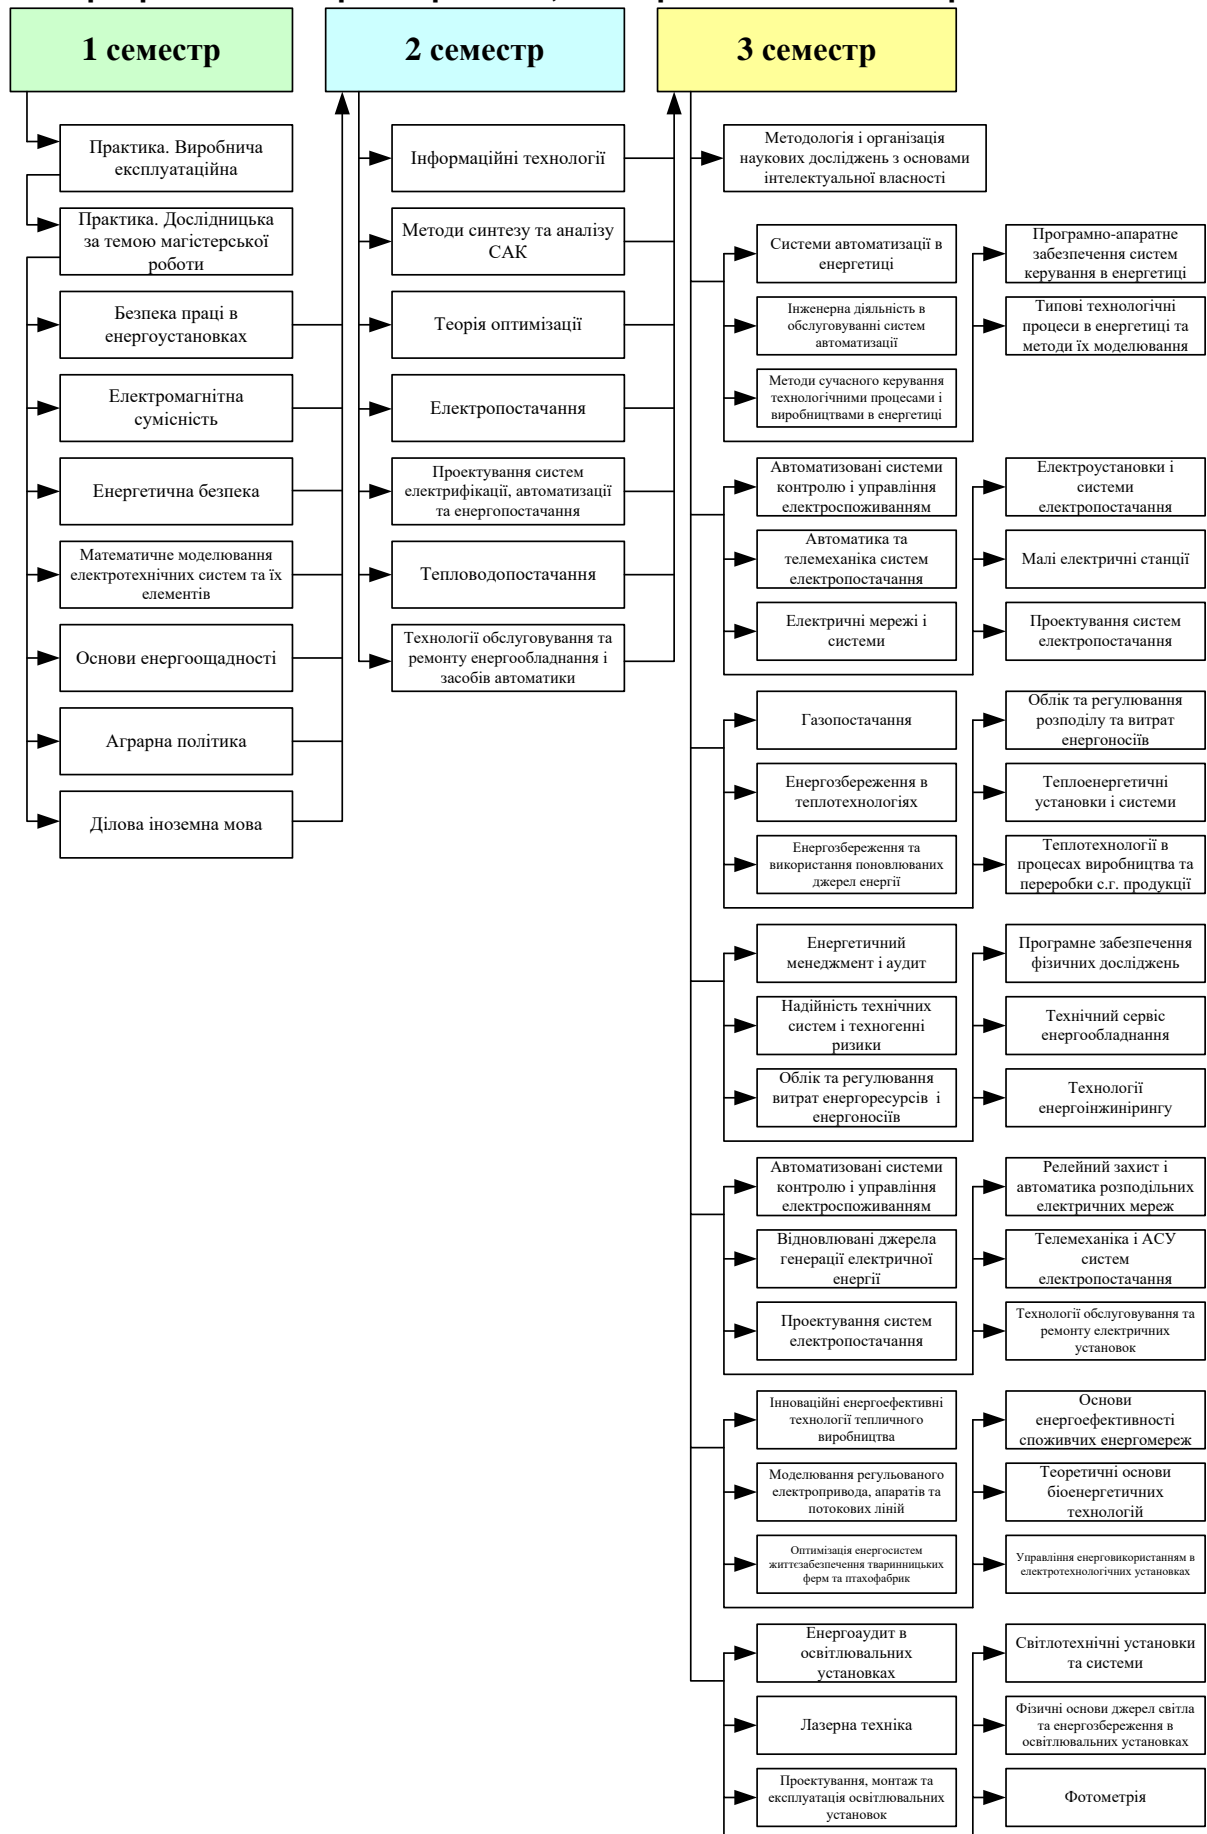 1 семестр
Практика. Виробнича
експлуатаційна
Практика. Дослідницька
за темою магістерської
роботи
Безпека праці в
енергоустановках
Електромагнітна
сумісність
Енергетична безпека
Математичне моделювання
електротехнічних систем та їх
елементів
Основи енергоощадності
Аграрна політика
Ділова іноземна мова
2 семестр
Інформаційні технології
Методи синтезу та аналізу
САК
Теорія оптимізації
Електропостачання
Проектування систем
електрифікації, автоматизації
та енергопостачання
Тепловодопостачання
Технології обслуговування та
ремонту енергообладнання і
засобів автоматики
3 семестр
Методологія і організація
наукових досліджень з основами
інтелектуальної власності
Системи автоматизації в
енергетиці
Інженерна діяльність в
обслуговуванні систем
автоматизації
Методи сучасного керування
технологічними процесами і
виробництвами в енергетиці
Програмно-апаратне
забезпечення систем
керування в енергетиці
Типові технологічні
процеси в енергетиці та
методи їх моделювання
Автоматизовані системи
контролю і управління
електроспоживанням
Автоматика та
телемеханіка систем
електропостачання
Електричні мережі і
системи
Електроустановки і
системи
електропостачання
Малі електричні станції
Проектування систем
електропостачання
Газопостачання
Енергозбереження в
теплотехнологіях
Енергозбереження та
використання поновлюваних
джерел енергії
Облік та регулювання
розподілу та витрат
енергоносіїв
Теплоенергетичні
установки і системи
Теплотехнології в
процесах виробництва та
переробки с.г. продукції
Енергетичний
менеджмент і аудит
Надійність технічних
систем і техногенні
ризики
Облік та регулювання
витрат енергоресурсів і
енергоносіїв
Програмне забезпечення
фізичних досліджень
Технічний сервіс
енергообладнання
Технології
енергоінжинірингу
Автоматизовані системи
контролю і управління
електроспоживанням
Відновлювані джерела
генерації електричної
енергії
Проектування систем
електропостачання
Релейний захист і
автоматика розподільних
електричних мереж
Телемеханіка і АСУ
систем
електропостачання
Технології обслуговування та
ремонту електричних
установок
Інноваційні енергоефективні
технології тепличного
виробництва
Моделювання регульованого
електропривода, апаратів та
потокових ліній
Оптимізація енергосистем
життєзабезпечення тваринницьких
ферм та птахофабрик
Основи
енергоефективності
споживчих енергомереж
Теоретичні основи
біоенергетичних
технологій
Управління енерговикористанням в
електротехнологічних установках
Енергоаудит в
освітлювальних
установках
Лазерна техніка
Проектування, монтаж та
експлуатація освітлювальних
установок
Світлотехнічні установки
та системи
Фізичні основи джерел світла
та енергозбереження в
освітлювальних установках
Фотометрія